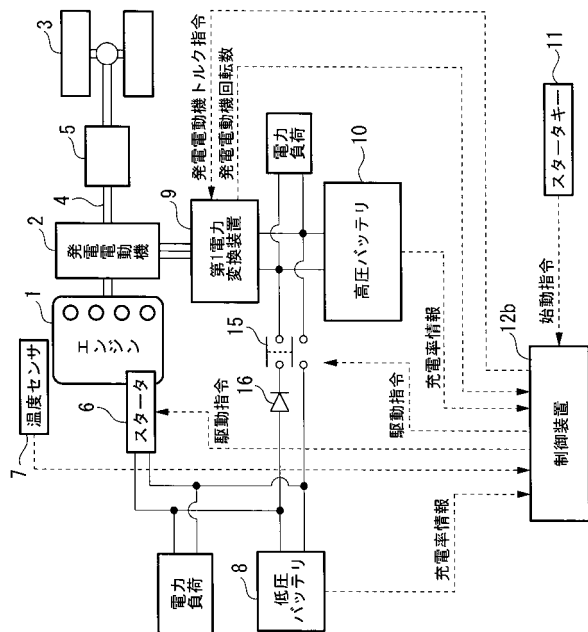 3
5
4
2
発電電動機
1
エンジン
温度センサ
7
6
スタータ
発電電動機トルク指令
発電電動機回転数
9
第1電力
変換装置
電力
負荷
10
高圧バッテリ
15
16
駆動指令
駆動指令
充電率情報
11
スタータキー
始動指令
12b
制御装置
充電率情報
電力
負荷
8
低圧
バッテリ